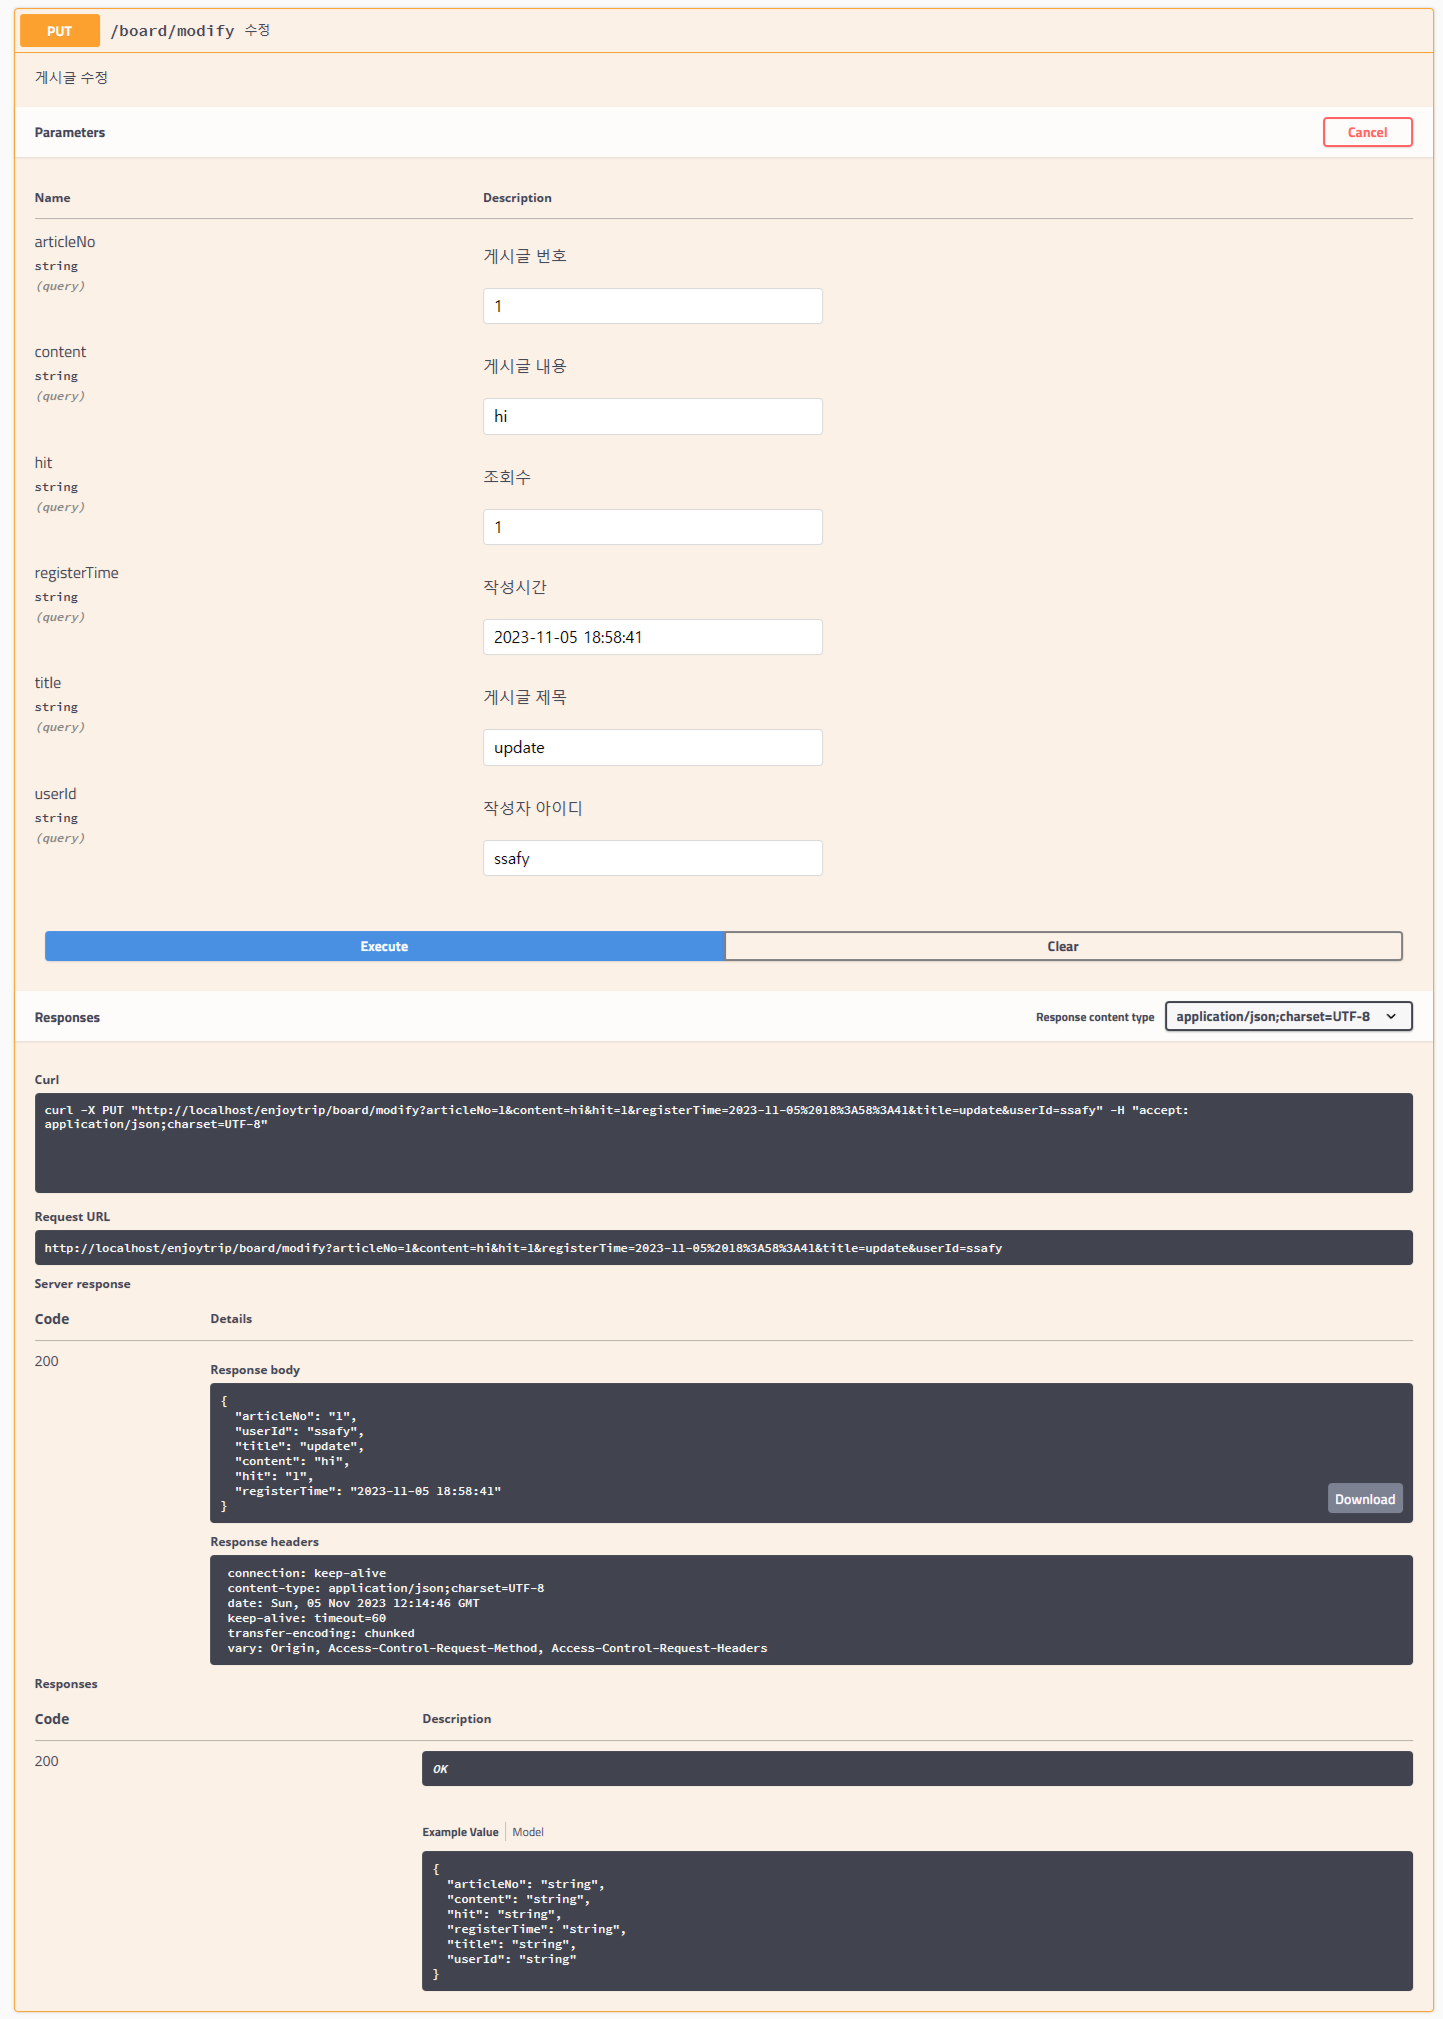 PUT /board/modify 수정
게시글 수정
Parameters Cancel
Name Description
articleNo
string
(query)
게시글 번호
1
content
string
(query)
게시글 내용
hi
hit
string
(query)
조회수
1
registerTime
string
(query)
작성시간
2023-11-05 18:58:41
title
string
(query)
게시글 제목
update
userId
string
(query)
작성자 아이디
ssafy
Execute Clear
Responses Response content type application/json;charset=UTF-8
Curl
curl -X PUT "http://localhost/enjoytrip/board/modify?articleNo=1&content=hi&hit=1&registerTime=2023-11-05%2018%3A58%3A41&title=update&userId=ssafy" -H "accept:
application/json;charset=UTF-8"
Request URL
http://localhost/enjoytrip/board/modify?articleNo=1&content=hi&hit=1&registerTime=2023-11-05%2018%3A58%3A41&title=update&userId=ssafy
Server response
Code Details
200
Response body
{
"articleNo": "1",
"userId": "ssafy",
"title": "update",
"content": "hi",
"hit": "1",
"registerTime": "2023-11-05 18:58:41"
}
Download
Response headers
connection: keep-alive
content-type: application/json;charset=UTF-8
date: Sun, 05 Nov 2023 12:14:46 GMT
keep-alive: timeout=60
transfer-encoding: chunked
vary: Origin, Access-Control-Request-Method, Access-Control-Request-Headers
Responses
Code Description
200
OK
Example Value Model
{
"articleNo": "string",
"content": "string",
"hit": "string",
"registerTime": "string",
"title": "string",
"userId": "string"
}